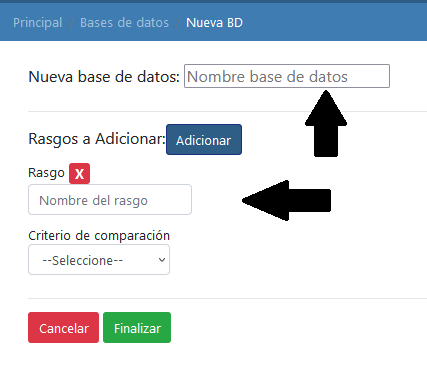 Principal Bases de datos Nueva BD
Nueva base de datos: Nombre base de datos
Rasgos a Adicionar: Adicionar
Rasgo X
Nombre del rasgo
Criterio de comparación
--Seleccione--
Cancelar Finalizar